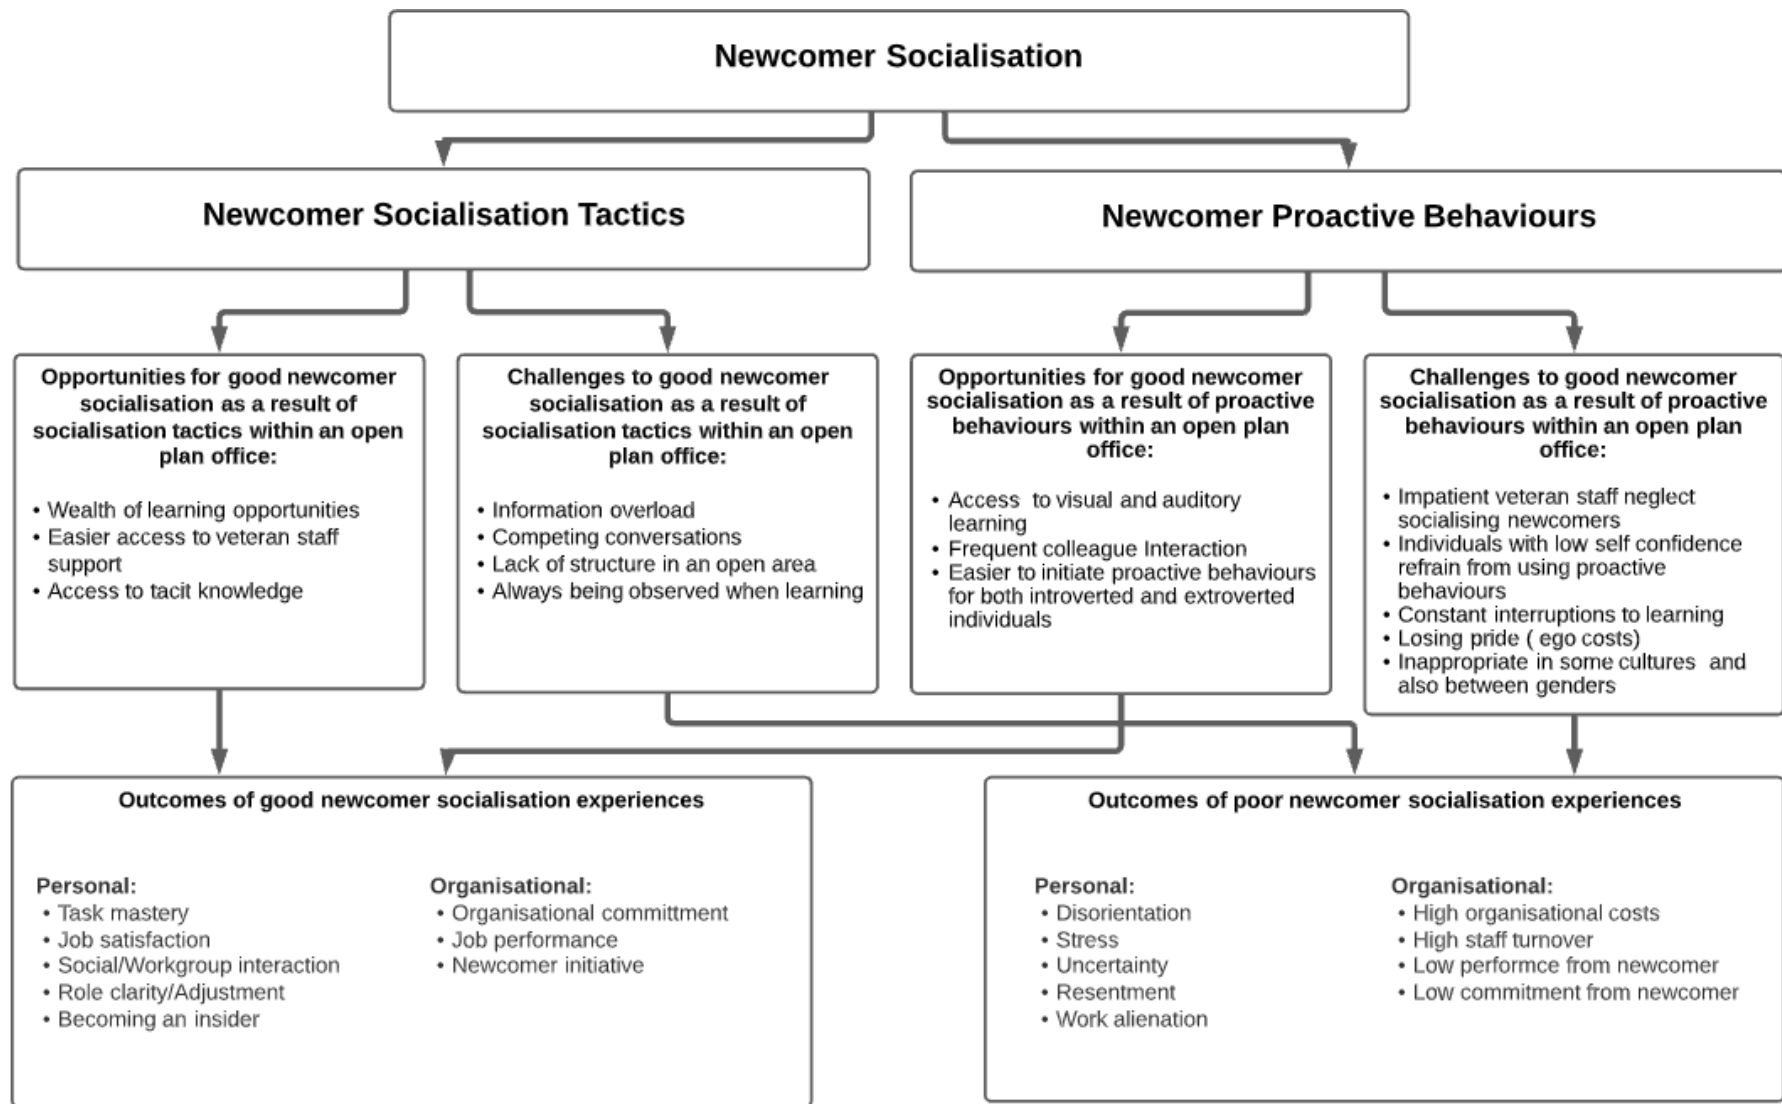 Newcomer Socialisation
Newcomer Socialisation Tactics
Newcomer Proactive Behaviours
Opportunities for good newcomer
socialisation as a result of
socialisation tactics within an open
plan office:
• Wealth of learning opportunities
• Easier access to veteran staff
support
• Access to tacit knowledge
Challenges to good newcomer
socialisation as a result of
socialisation tactics within an open
plan office:
• Information overload
• Competing conversations
• Lack of structure in an open area
• Always being observed when learning
Opportunities for good newcomer
socialisation as a result of proactive
behaviours within an open plan
office:
• Access to visual and auditory
learning
• Frequent colleague Interaction
• Easier to initiate proactive behaviours
for both introverted and extroverted
individuals
Challenges to good newcomer
socialisation as a result of proactive
behaviours within an open plan
office:
• Impatient veteran staff neglect
socialising newcomers
• Individuals with low self confidence
refrain from using proactive
behaviours
• Constant interruptions to learning
• Losing pride ( ego costs)
• Inappropriate in some cultures and
also between genders
Outcomes of good newcomer socialisation experiences
Personal:
• Task mastery
• Job satisfaction
• Social/Workgroup interaction
• Role clarity/Adjustment
• Becoming an insider
Organisational:
• Organisational committment
• Job performance
• Newcomer initiative
Outcomes of poor newcomer socialisation experiences
Personal:
• Disorientation
• Stress
• Uncertainty
• Resentment
• Work alienation
Organisational:
• High organisational costs
• High staff turnover
• Low performce from newcomer
• Low commitment from newcomer